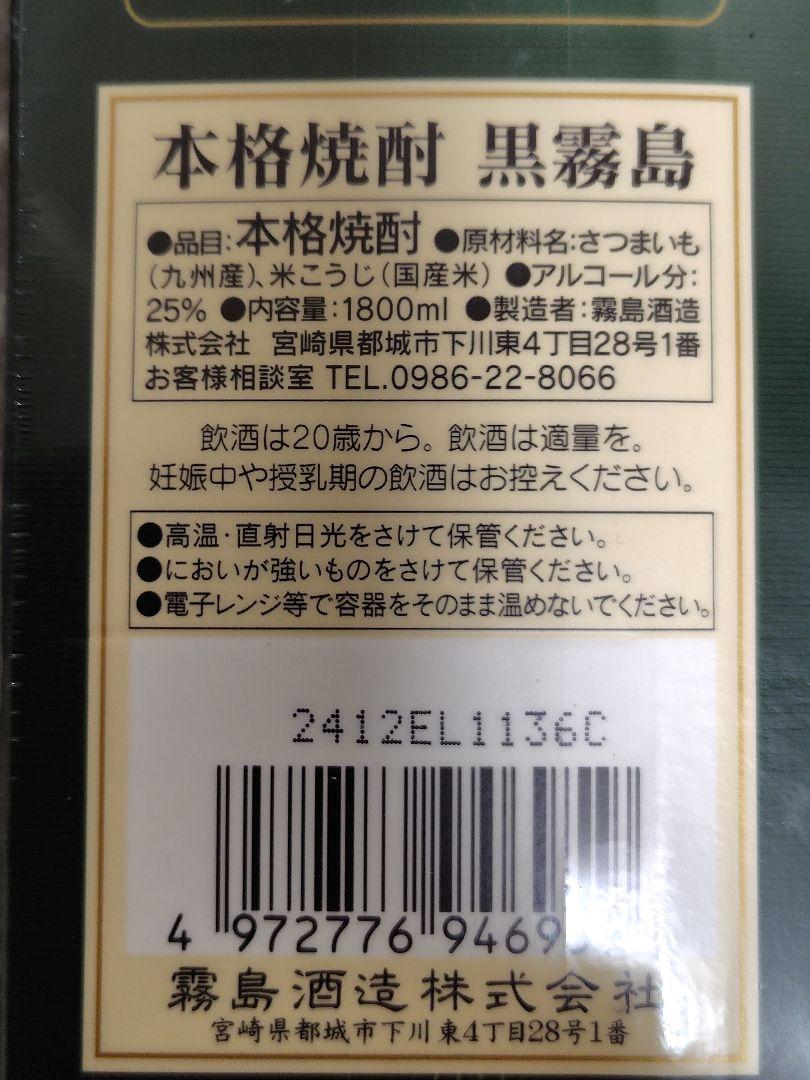 本格焼酎 黒霧島
●品目:本格焼酎 ●原材料名:さつまいも
(九州産)、米こうじ(国産米) ●アルコール分:
25% ●内容量:1800ml ●製造者:霧島酒造
株式会社 宮崎県都城市下川東4丁目28号1番
お客様相談室 TEL.0986-22-8066
飲酒は20歳から。飲酒は適量を。
妊娠中や授乳期の飲酒はお控えください。
●高温・直射日光をさけて保管ください。
●においが強いものをさけて保管ください。
●電子レンジ等で容器をそのまま温めないでください。
2412EL1136C
4 972776 9469
霧島酒造株式会社
宮崎県都城市下川東4丁目28号1番